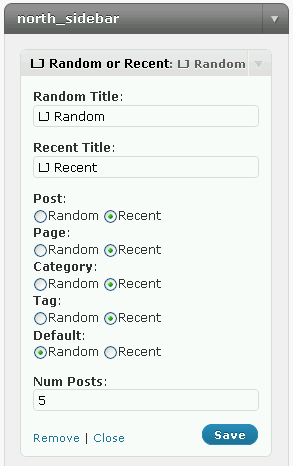 north_sidebar
LJ Random or Recent: LJ Random
Random Title:
LJ Random
Recent Title:
LJ Recent
Post:
Random Recent
Page:
Random Recent
Category:
Random Recent
Tag:
Random Recent
Default:
Random Recent
Num Posts:
5
Remove | Close Save